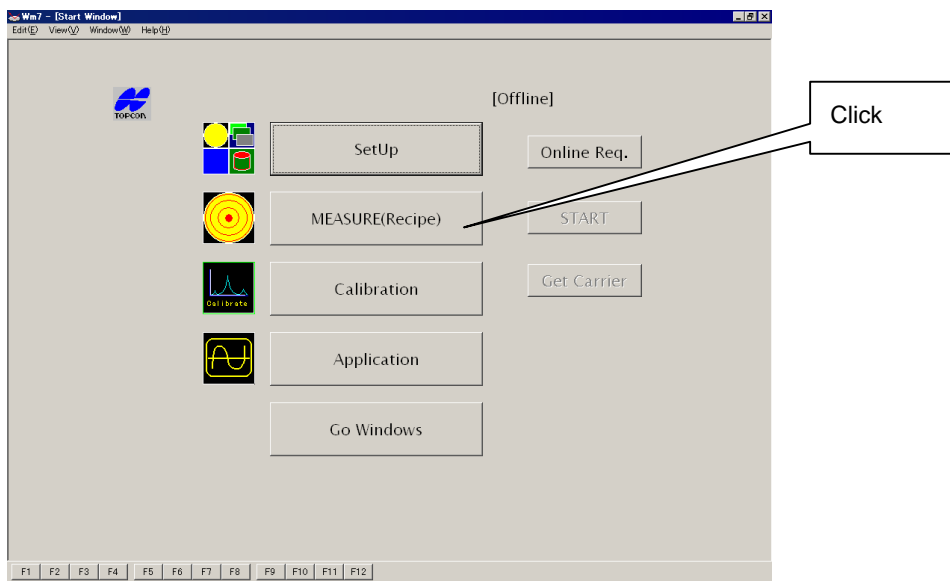 Wm7 - [Start Window]
Edit(E) View(V) Window(W) Help(H)
[Offline]
Click
TOPCON
SetUp
Online Req.
MEASURE(Recipe)
START
Calibrate
Calibration
Get Carrier
Application
Go Windows
F1 F2 F3 F4 F5 F6 F7 F8 F9 F10 F11 F12